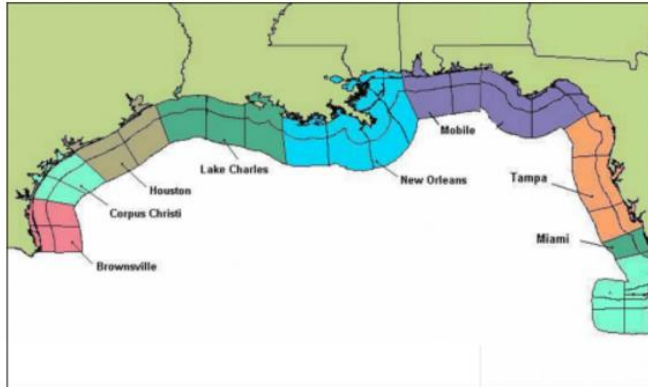 Mobile
Lake Charles
New Orleans
Tampa
Houston
Corpus Christi
Miami
Brownsville